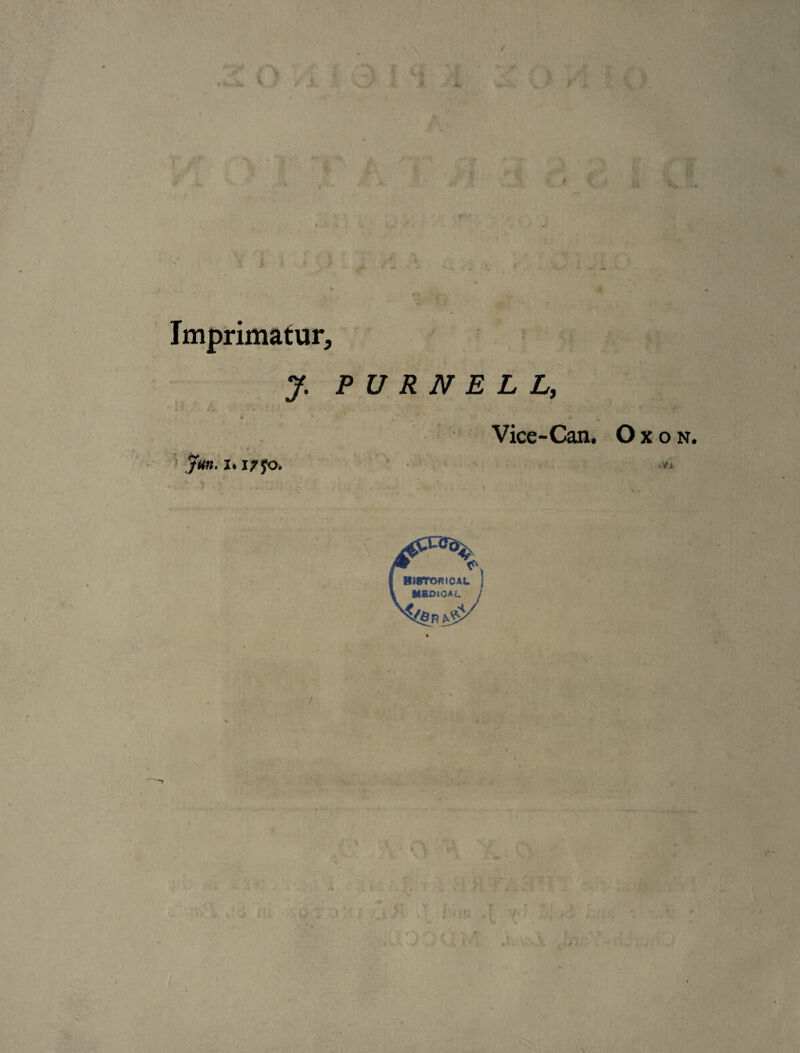 Imprimatur,
J. PURNELL,
Vice-Can. OXON.
Jun. 1. 1750.
HISTORICAL
MEDICAL